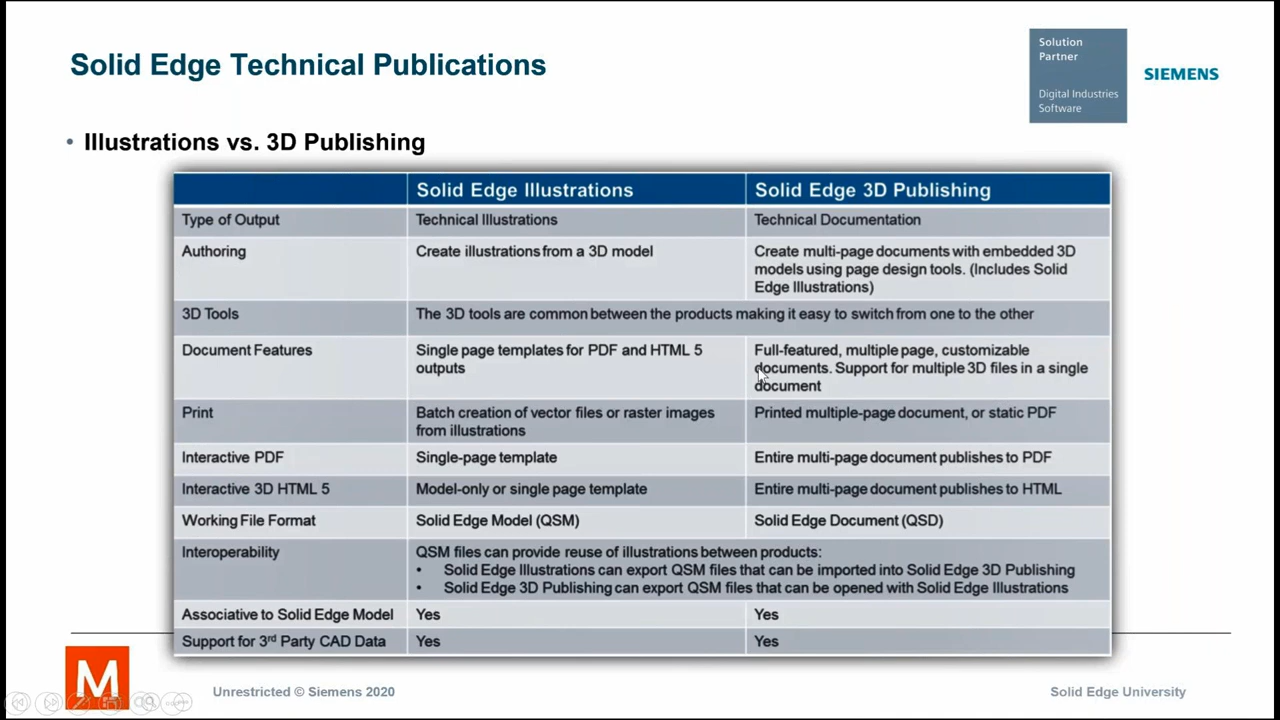 Solid Edge Technical Publications
Solution
Partner
Digital Industries
Software
SIEMENS
• Illustrations vs. 3D Publishing
Solid Edge Illustrations
Solid Edge 3D Publishing
Type of Output
Technical Illustrations
Technical Documentation
Authoring
Create illustrations from a 3D model
Create multi-page documents with embedded 3D
models using page design tools. (Includes Solid
Edge Illustrations)
3D Tools
The 3D tools are common between the products making it easy to switch from one to the other
Document Features
Single page templates for PDF and HTML 5
outputs
Full-featured, multiple page, customizable
documents. Support for multiple 3D files in a single
document
Print
Batch creation of vector files or raster images
from illustrations
Printed multiple-page document, or static PDF
Interactive PDF
Single-page template
Entire multi-page document publishes to PDF
Interactive 3D HTML 5
Model-only or single page template
Entire multi-page document publishes to HTML
Working File Format
Solid Edge Model (QSM)
Solid Edge Document (QSD)
Interoperability
QSM files can provide reuse of illustrations between products:
• Solid Edge Illustrations can export QSM files that can be imported into Solid Edge 3D Publishing
• Solid Edge 3D Publishing can export QSM files that can be opened with Solid Edge Illustrations
Associative to Solid Edge Model
Yes
Yes
Support for 3rd Party CAD Data
Yes
Yes
M
Unrestricted © Siemens 2020
Solid Edge University